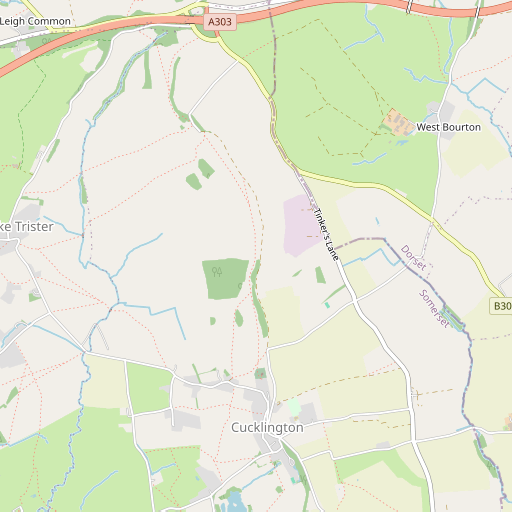 Leigh Common
A303
West Bourton
ke Trister
Tinker's Lane
Dorset
Somerset
B30
Cucklington